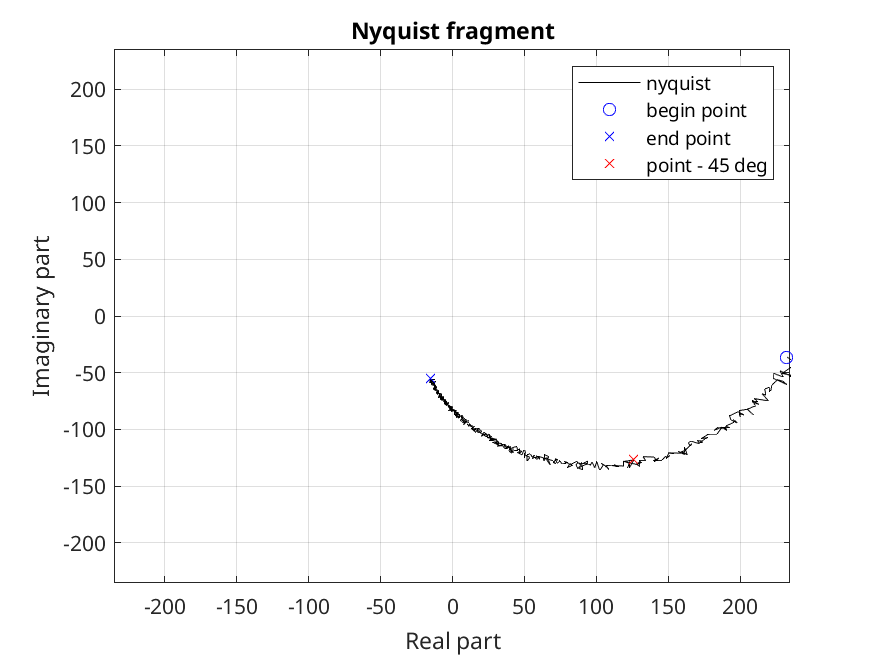 Nyquist fragment
nyquist
begin point
end point
point - 45 deg
200
150
100
50
0
-50
-100
-150
-200
Imaginary part
-200 -150 -100 -50 0 50 100 150 200
Real part